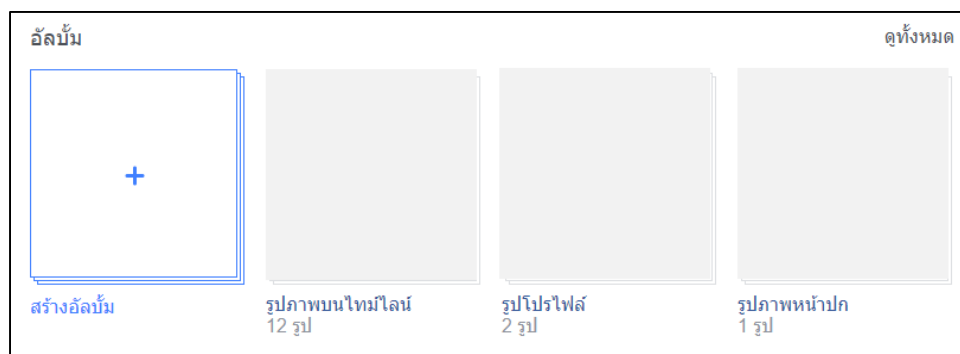 อัลบั้ม
ดูทั้งหมด
สร้างอัลบั้ม
รูปภาพบนไทม์ไลน์
12 รูป
รูปโปรไฟล์
2 รูป
รูปภาพหน้าปก
1 รูป